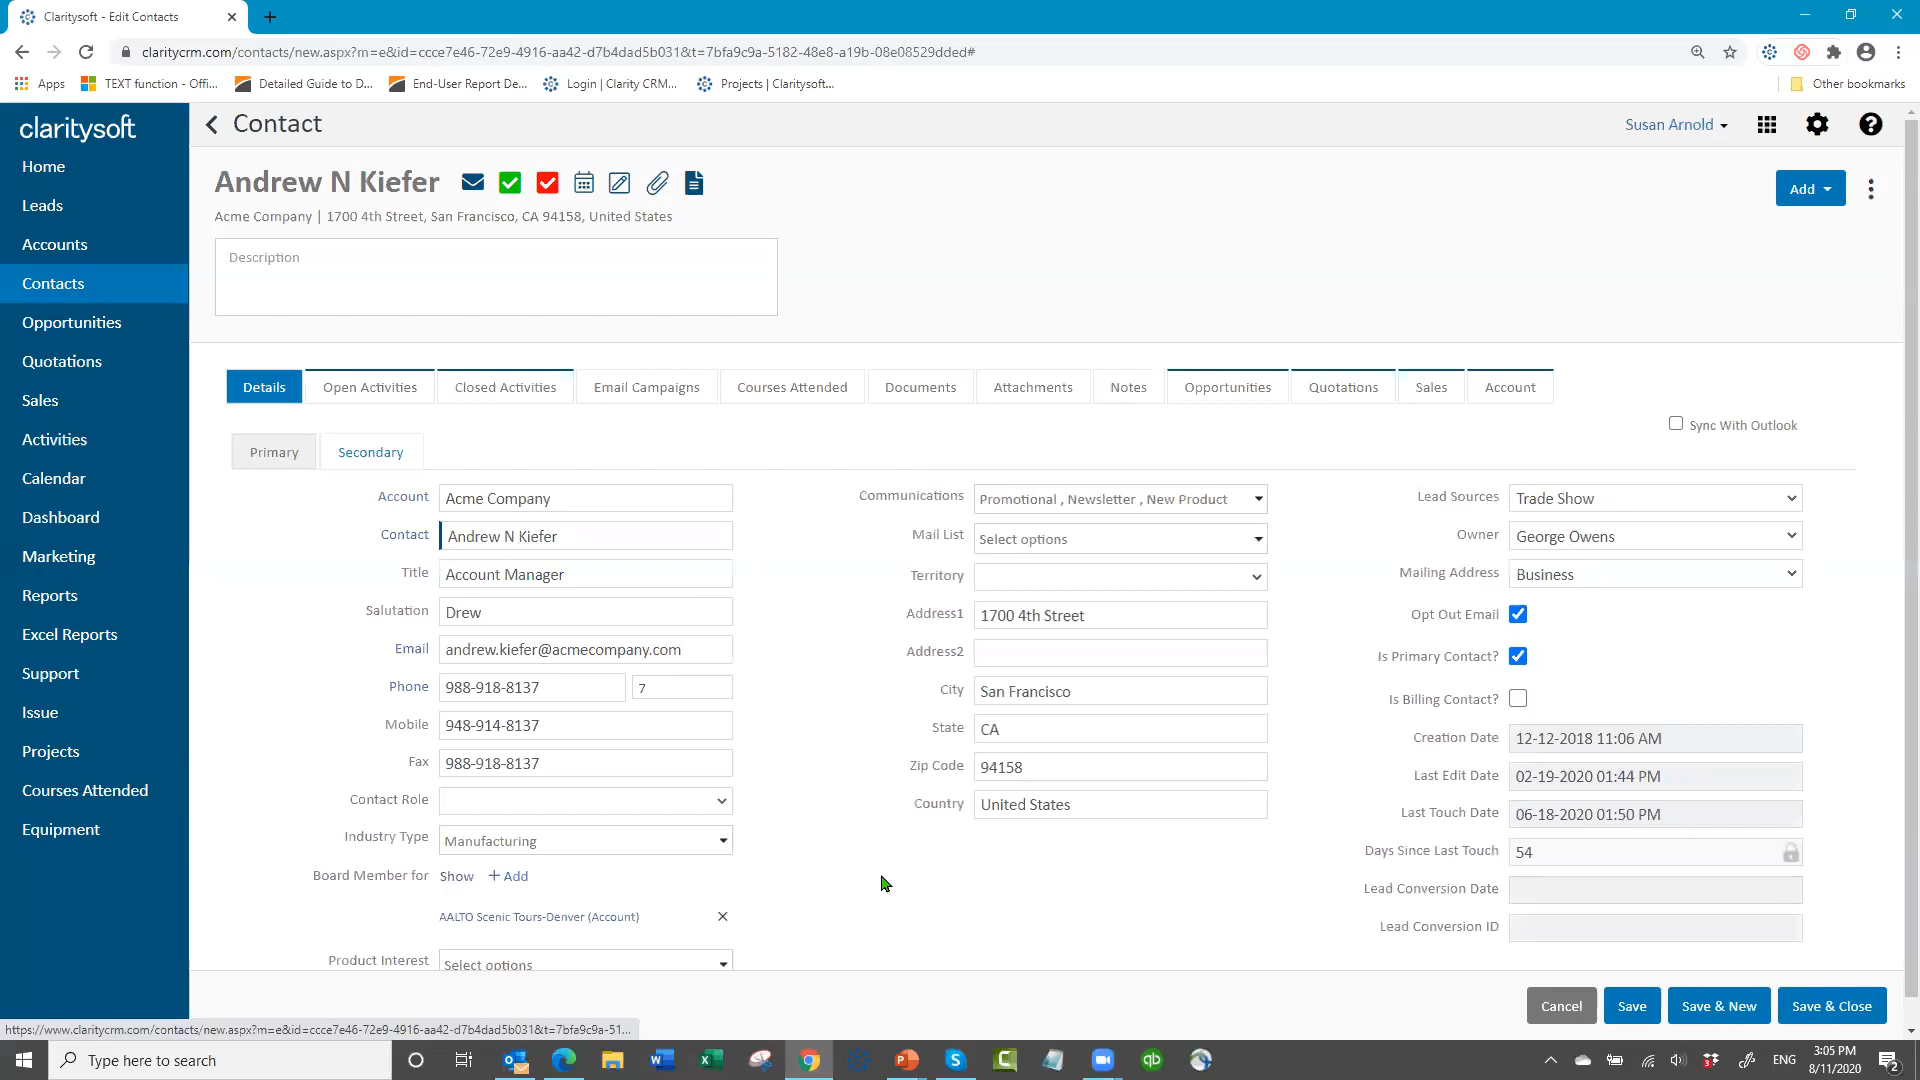 Claritysoft - Edit Contacts
claritycrm.com/contacts/new.aspx?m=e&id=ccce7e46-72e9-4916-aa42-d7b4dad5b031&t=7bfa9c9a-5182-48e8-a19b-08e08529dded#
Apps TEXT function - Offi... Detailed Guide to D... End-User Report De... Login | Clarity CRM... Projects | Claritysoft... Other bookmarks
claritysoft
Home
Leads
Accounts
Contacts
Opportunities
Quotations
Sales
Activities
Calendar
Dashboard
Marketing
Reports
Excel Reports
Support
Issue
Projects
Courses Attended
Equipment
Contact
Susan Arnold
Andrew N Kiefer
Add
Acme Company | 1700 4th Street, San Francisco, CA 94158, United States
Description
Details Open Activities Closed Activities Email Campaigns Courses Attended Documents Attachments Notes Opportunities Quotations Sales Account
Sync With Outlook
Primary Secondary
Account Acme Company
Contact Andrew N Kiefer
Title Account Manager
Salutation Drew
Email andrew.kiefer@acmecompany.com
Phone 988-918-8137 7
Mobile 948-914-8137
Fax 988-918-8137
Contact Role
Industry Type Manufacturing
Board Member for Show + Add
AALTO Scenic Tours-Denver (Account)
Product Interest Select options
Communications Promotional , Newsletter , New Product
Mail List Select options
Territory
Address1 1700 4th Street
Address2
City San Francisco
State CA
Zip Code 94158
Country United States
Lead Sources Trade Show
Owner George Owens
Mailing Address Business
Opt Out Email
Is Primary Contact?
Is Billing Contact?
Creation Date 12-12-2018 11:06 AM
Last Edit Date 02-19-2020 01:44 PM
Last Touch Date 06-18-2020 01:50 PM
Days Since Last Touch 54
Lead Conversion Date
Lead Conversion ID
Cancel Save Save & New Save & Close
https://www.claritycrm.com/contacts/new.aspx?m=e&id=ccce7e46-72e9-4916-aa42-d7b4dad5b031&t=7bfa9c9a-51...
Type here to search
ENG
3:05 PM
8/11/2020
2